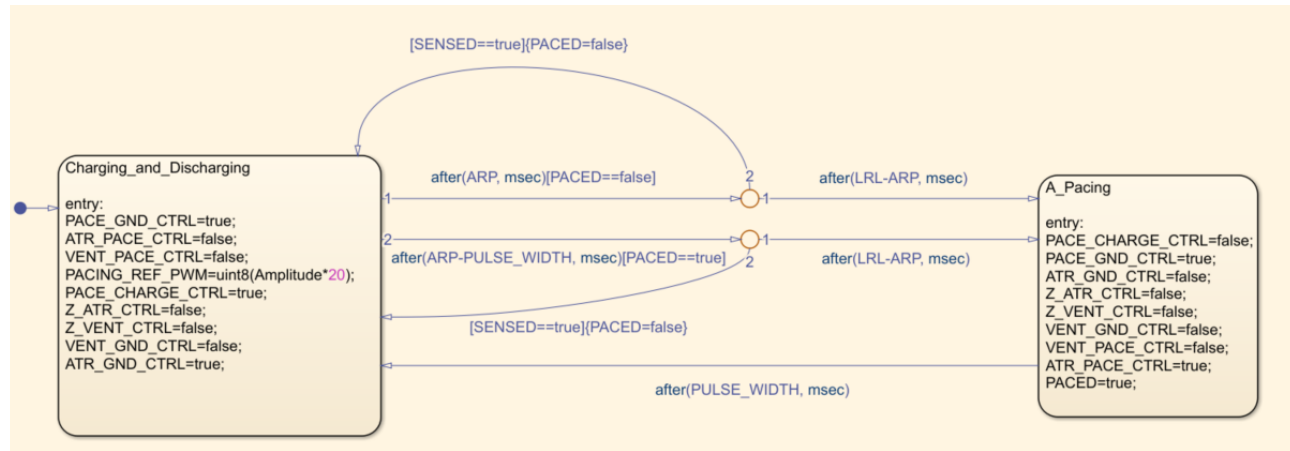 [SENSED==true]{PACED=false}
Charging_and_Discharging
entry:
PACE_GND_CTRL=true;
ATR_PACE_CTRL=false;
VENT_PACE_CTRL=false;
PACING_REF_PWM=uint8(Amplitude*20);
PACE_CHARGE_CTRL=true;
Z_ATR_CTRL=false;
Z_VENT_CTRL=false;
VENT_GND_CTRL=false;
ATR_GND_CTRL=true;
1
after(ARP, msec)[PACED==false]
2
1
after(LRL-ARP, msec)
2
after(ARP-PULSE_WIDTH, msec)[PACED==true]
1
2
after(LRL-ARP, msec)
[SENSED==true]{PACED=false}
after(PULSE_WIDTH, msec)
A_Pacing
entry:
PACE_CHARGE_CTRL=false;
PACE_GND_CTRL=true;
ATR_GND_CTRL=false;
Z_ATR_CTRL=false;
Z_VENT_CTRL=false;
VENT_GND_CTRL=false;
VENT_PACE_CTRL=false;
ATR_PACE_CTRL=true;
PACED=true;